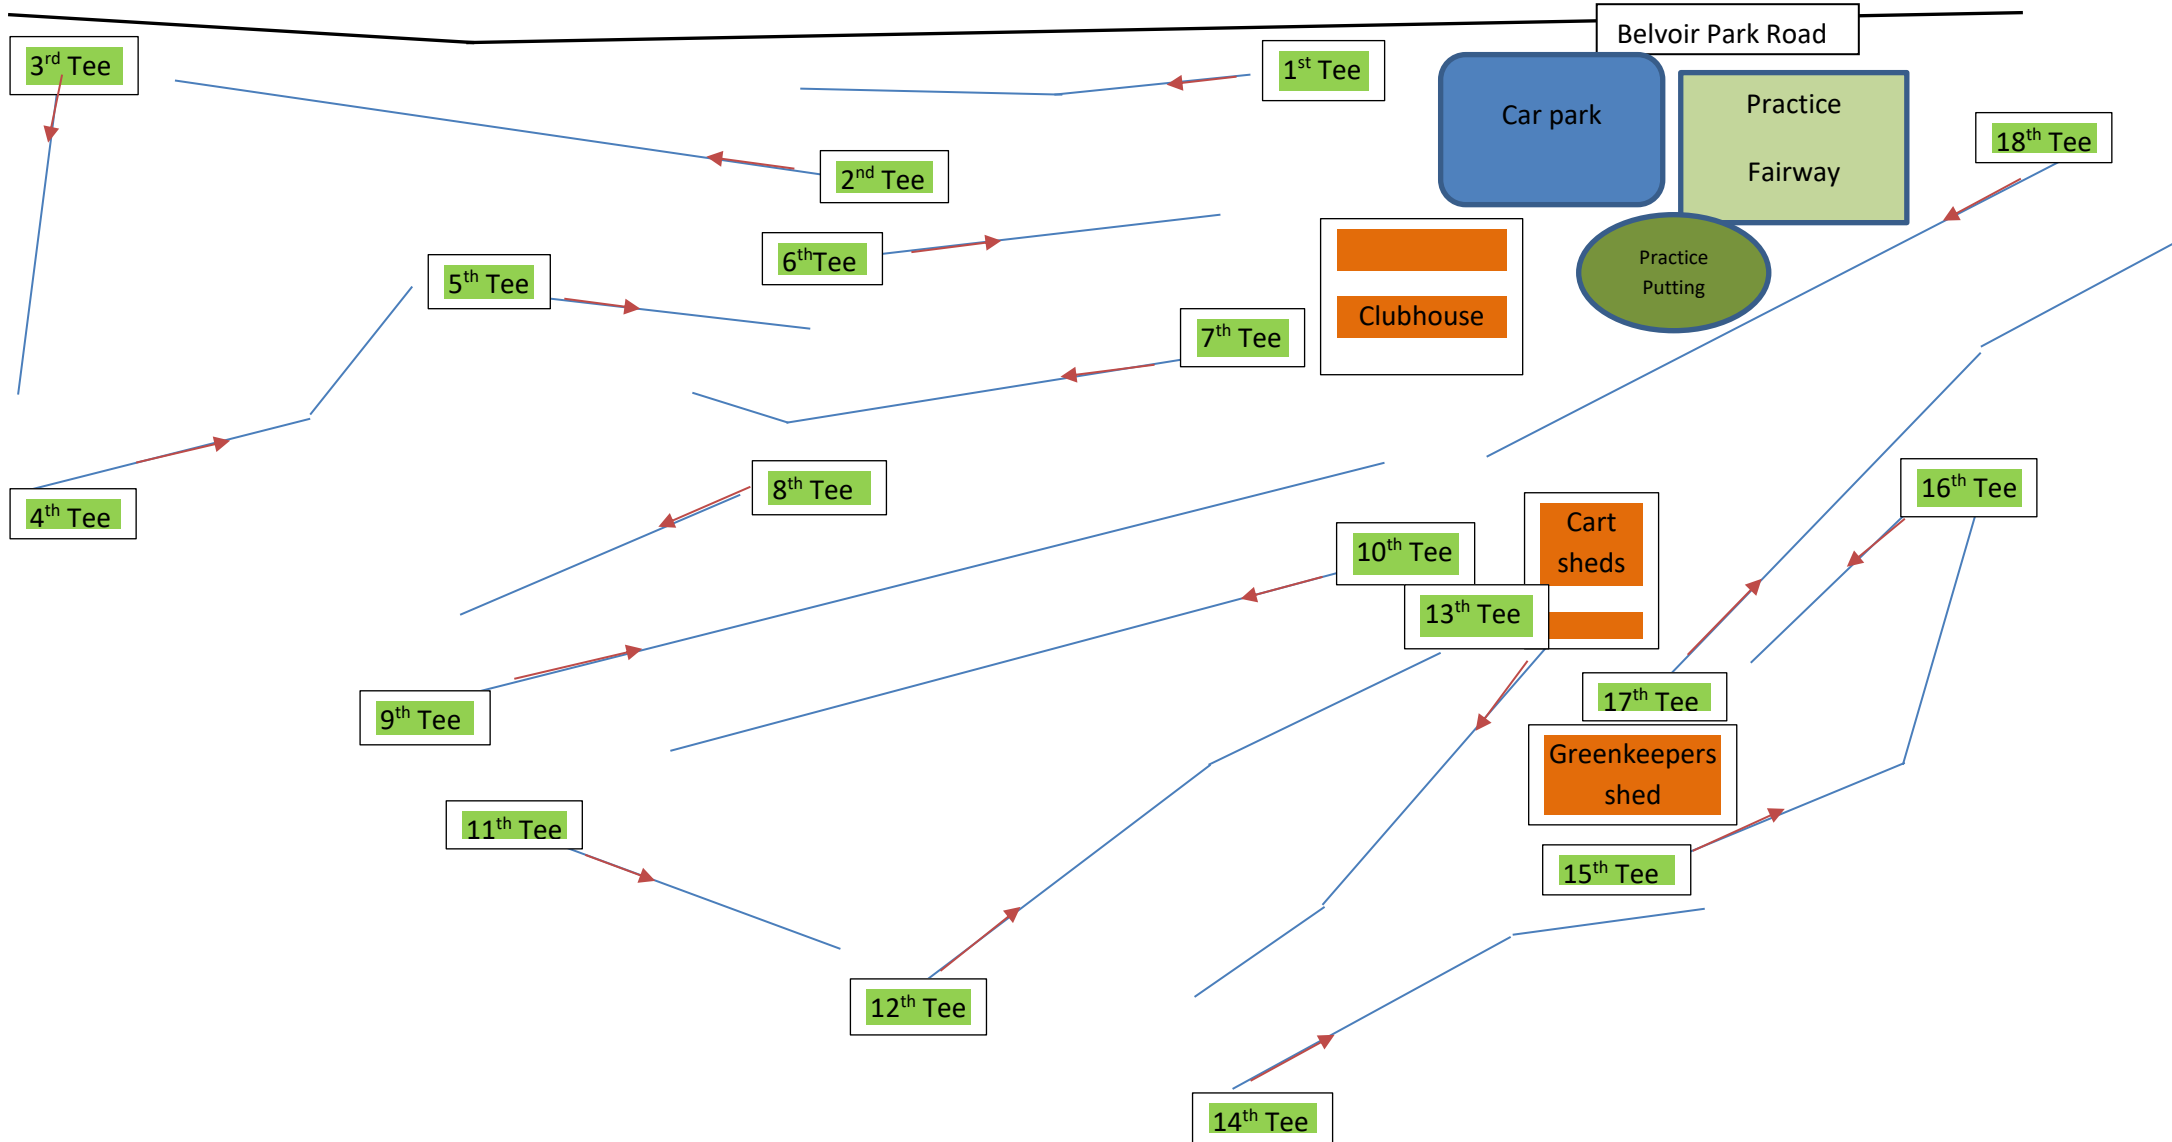 Belvoir Park Road
3rd Tee
1st Tee
Car park
Practice
Fairway
18th Tee
2nd Tee
6thTee
5th Tee
Practice
Putting
Clubhouse
7th Tee
8th Tee
16th Tee
4th Tee
Cart
sheds
10th Tee
13th Tee
17th Tee
9th Tee
Greenkeepers
shed
11th Tee
15th Tee
12th Tee
14th Tee